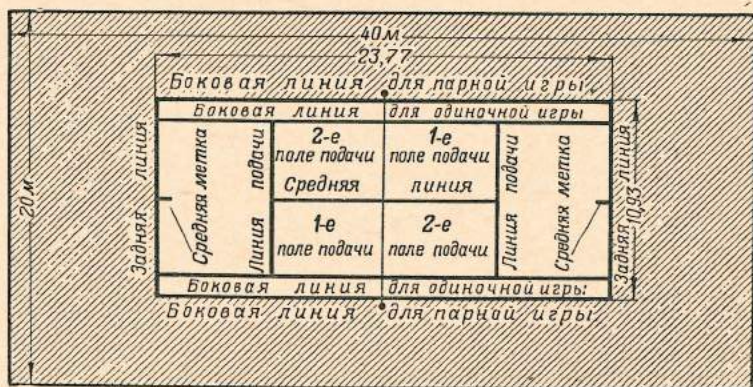 40м
23,77
Боковая линия для парной игры.
Боковая линия для одиночной игры
20м
Задняя линия
Средняя метка
Линия подачи
2-е
поле подачи
1-е
поле подачи
Средняя линия
1-е
поле подачи
2-е
поле подачи
Линия подачи
Средняя метка
Задняя линия
10,93
Боковая линия для одиночной игры:
Боковая линия для парной игры.